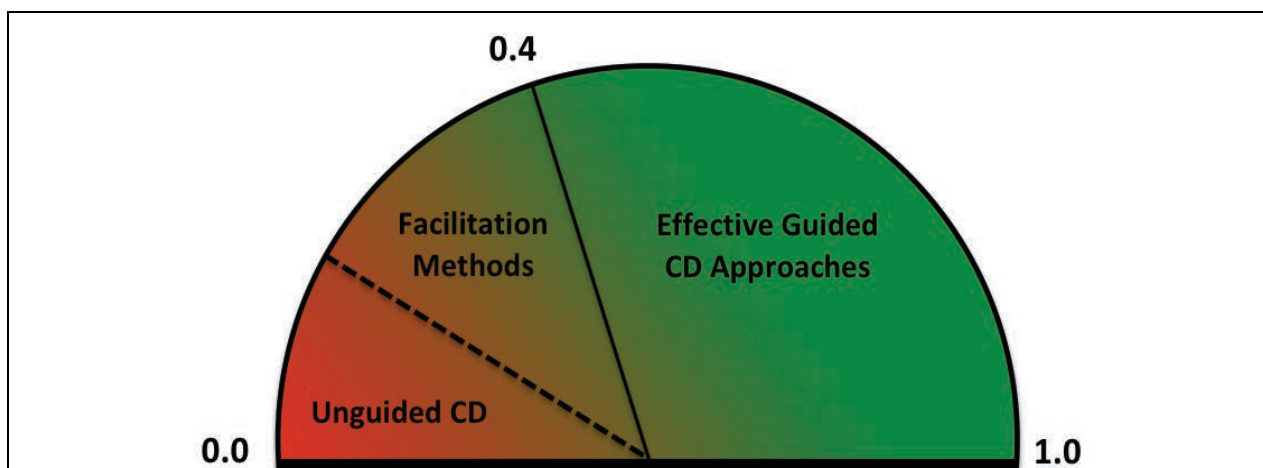 0.4
Facilitation
Methods
Effective Guided
CD Approaches
Unguided CD
0.0
1.0